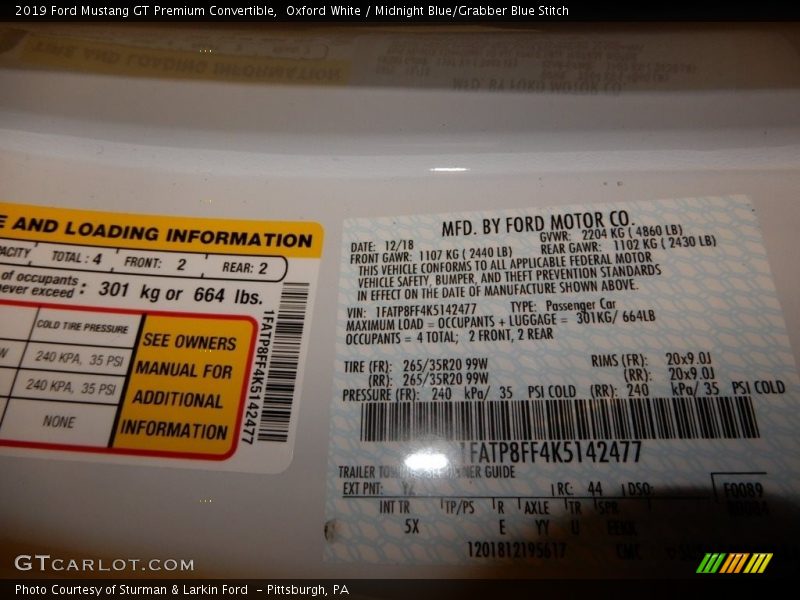 2019 Ford Mustang GT Premium Convertible, Oxford White / Midnight Blue/Grabber Blue Stitch
E AND LOADING INFORMATION
TOTAL: 4 FRONT: 2 REAR: 2
of occupants
never exceed: 301 kg or 664 lbs.
COLD TIRE PRESSURE
240 KPA, 35 PSI
240 KPA, 35 PSI
NONE
SEE OWNERS
MANUAL FOR
ADDITIONAL
INFORMATION
1FATP8FF4K5142477
MFD. BY FORD MOTOR CO.
DATE: 12/18 GVWR: 2204 KG ( 4860 LB)
FRONT GAWR: 1107 KG ( 2440 LB) REAR GAWR: 1102 KG ( 2430 LB)
THIS VEHICLE CONFORMS TO ALL APPLICABLE FEDERAL MOTOR
VEHICLE SAFETY, BUMPER, AND THEFT PREVENTION STANDARDS
IN EFFECT ON THE DATE OF MANUFACTURE SHOWN ABOVE.
VIN: 1FATP8FF4K5142477 TYPE: Passenger Car
MAXIMUM LOAD = OCCUPANTS + LUGGAGE = 301KG/ 664LB
OCCUPANTS = 4 TOTAL; 2 FRONT, 2 REAR
TIRE (FR): 265/35R20 99W RIMS (FR): 20x9.0J
(RR): 265/35R20 99W (RR): 20x9.0J
PRESSURE (FR): 240 kPa/ 35 PSI COLD (RR): 240 kPa/ 35 PSI COLD
1FATP8FF4K5142477
TRAILER OWNER GUIDE
EXT PNT: YZ RC: 44 DSO: F0089
INT TR TP/PS R AXLE TR SPR
5X E YY U
1201812195617
GTCARLOT.COM
Photo Courtesy of Sturman & Larkin Ford - Pittsburgh, PA